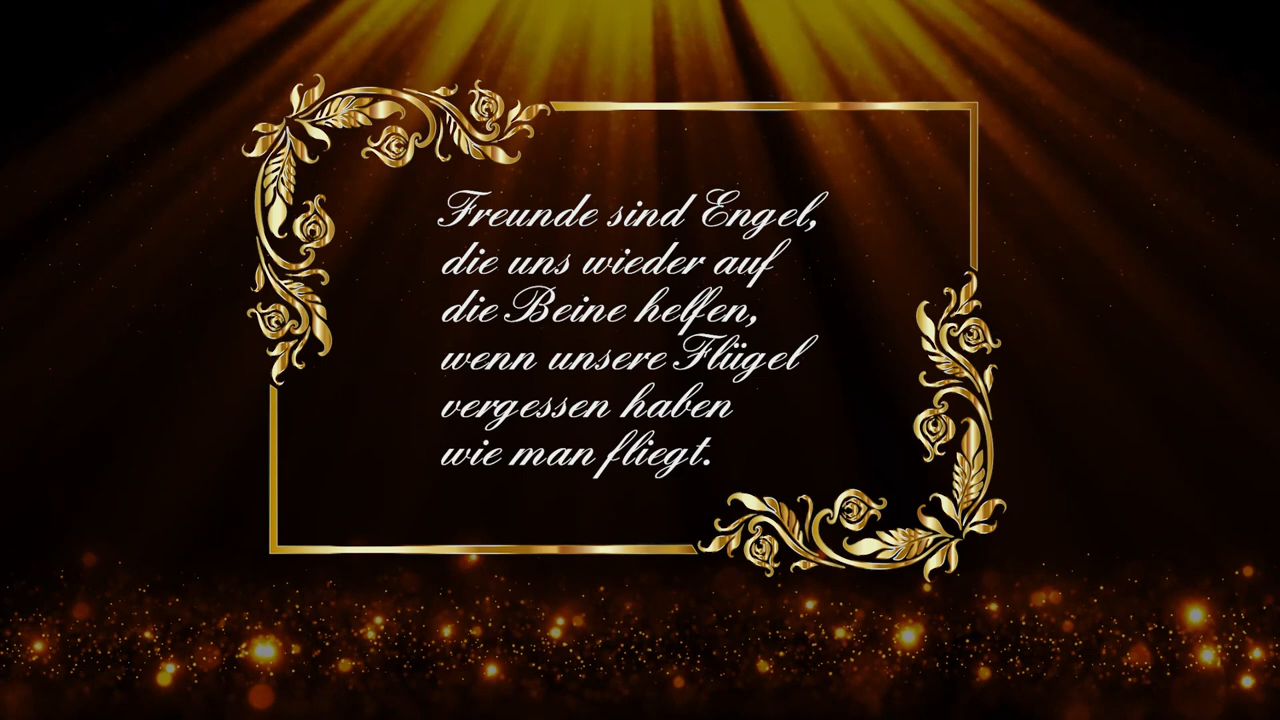 Freunde sind Engel,
die uns wieder auf
die Beine helfen,
wenn unsere Flügel
vergessen haben
wie man fliegt.